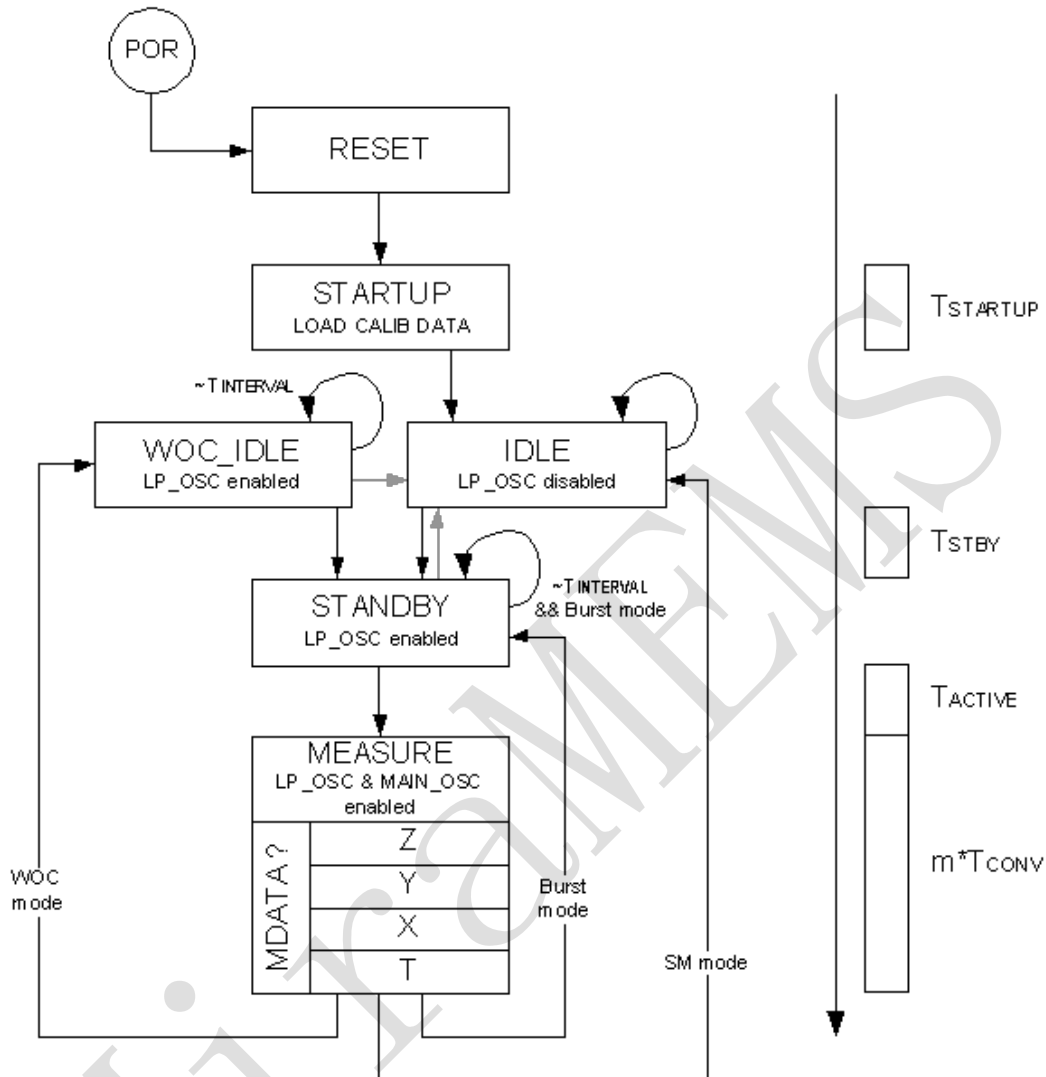 POR
RESET
STARTUP
LOAD CALIB DATA
TSTARTUP
~TINTERVAL
WOC_IDLE
LP_OSC enabled
IDLE
LP_OSC disabled
TSTBY
STANDBY
LP_OSC enabled
~TINTERVAL
&& Burst mode
TACTIVE
MEASURE
LP_OSC & MAIN_OSC
enabled
MDATA?
Z
Y
X
T
WOC
mode
Burst
mode
SM mode
m*TCONV
iraMEMS